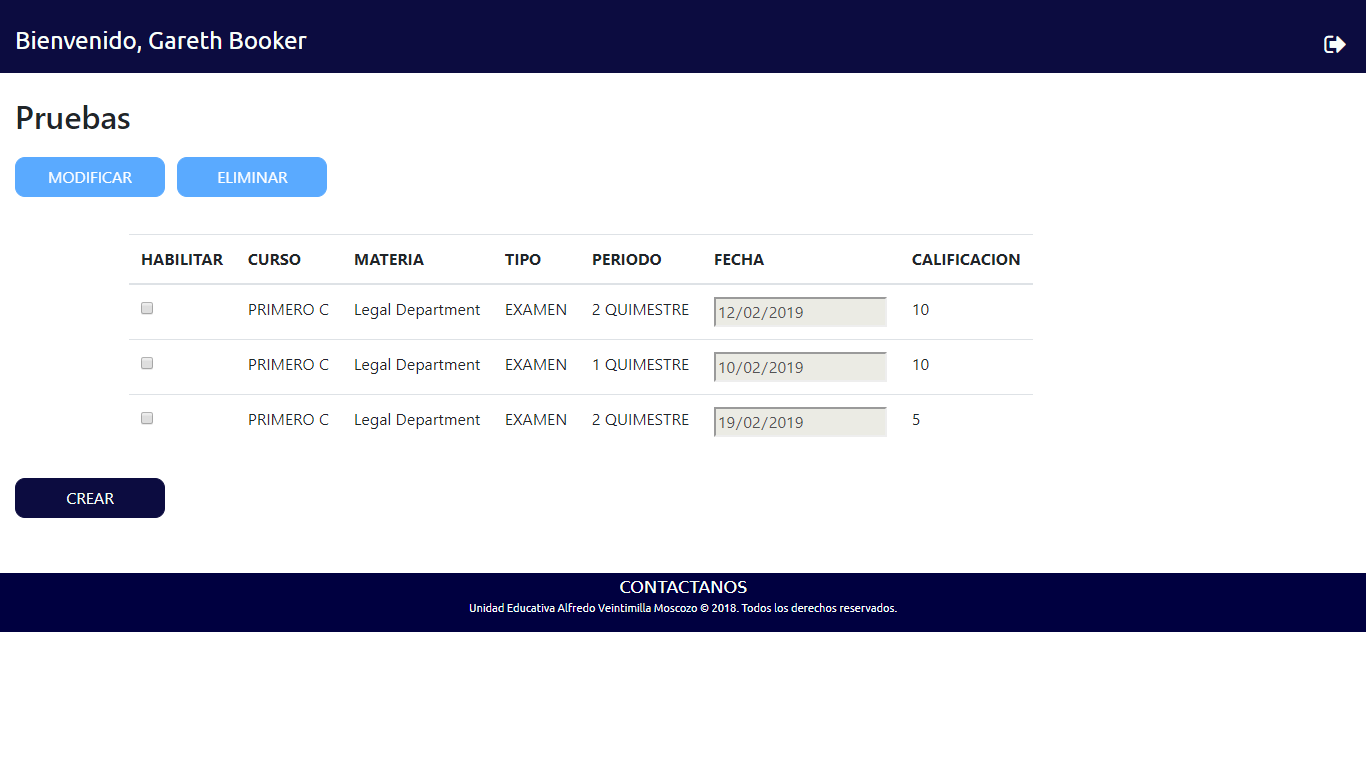 Bienvenido, Gareth Booker
Pruebas
MODIFICAR ELIMINAR
HABILITAR CURSO MATERIA TIPO PERIODO FECHA CALIFICACION
PRIMERO C Legal Department EXAMEN 2 QUIMESTRE 12/02/2019 10
PRIMERO C Legal Department EXAMEN 1 QUIMESTRE 10/02/2019 10
PRIMERO C Legal Department EXAMEN 2 QUIMESTRE 19/02/2019 5
CREAR
CONTACTANOS
Unidad Educativa Alfredo Veintimilla Moscozo © 2018. Todos los derechos reservados.